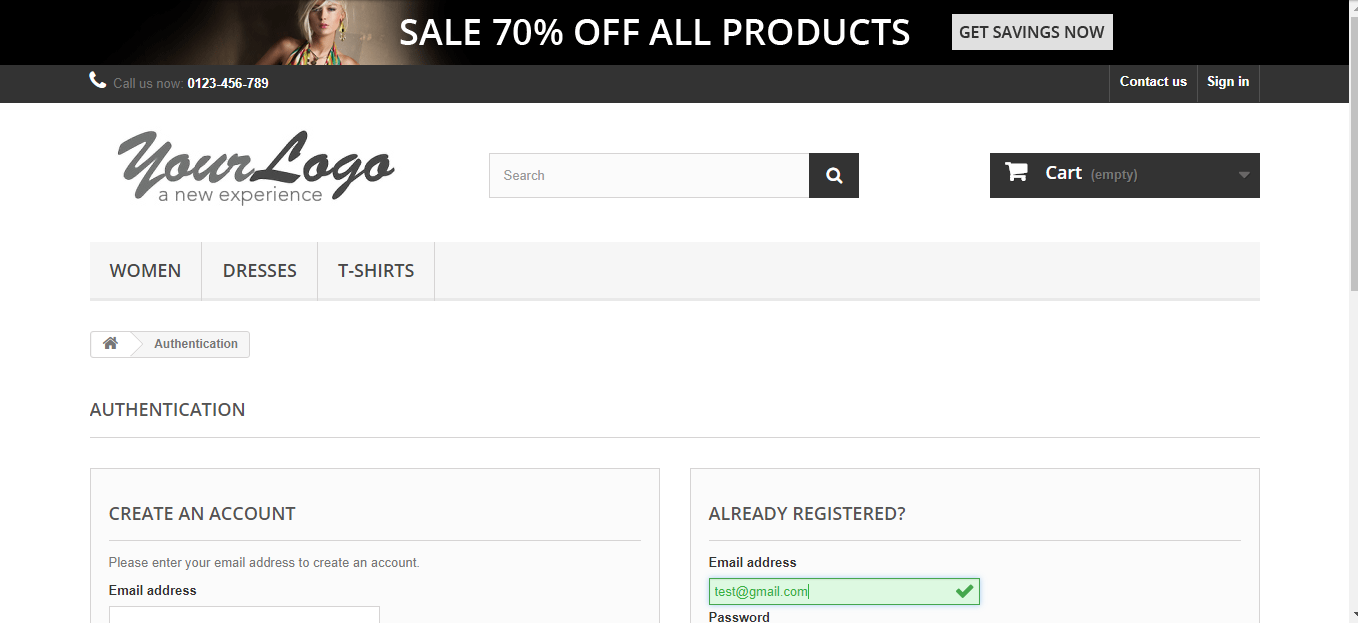 SALE 70% OFF ALL PRODUCTS
GET SAVINGS NOW
Call us now: 0123-456-789
Contact us
Sign in
YourLogo
a new experience
Search
Cart (empty)
WOMEN
DRESSES
T-SHIRTS
Authentication
AUTHENTICATION
CREATE AN ACCOUNT
Please enter your email address to create an account.
Email address
ALREADY REGISTERED?
Email address
test@gmail.com
Password